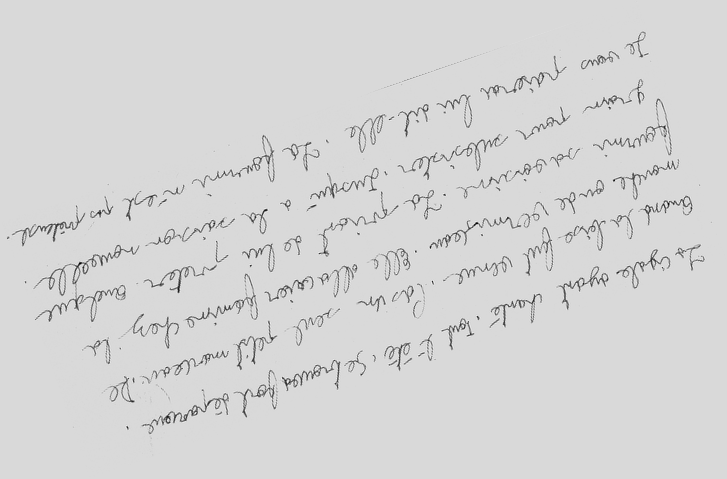 La cigale ayant chanté, Tout l'été, Se trouva fort dépourvue.
Quand la bise fut venue. Pas un seul petit morceau. De
mouche ou de vermisseau. Elle alla crier famine chez la
fourmi sa voisine. La priant de lui preter Quelque
grain pour subsister. Jusqu'à la saison nouvelle.
Je vous paierai lui dit-elle. La fourmi n'est pas prêteuse.